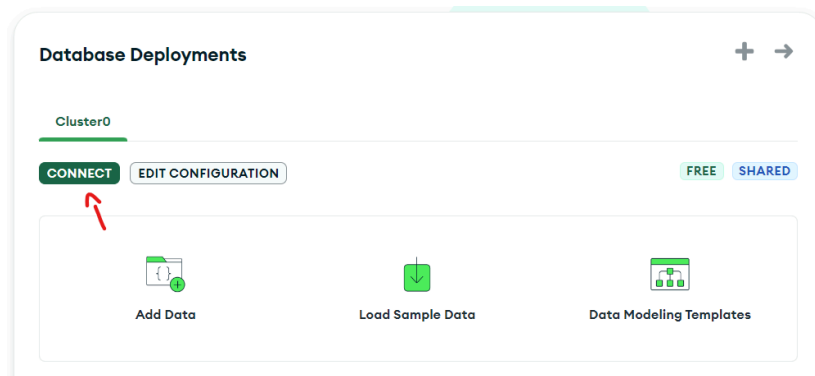 Database Deployments
Cluster0
CONNECT EDIT CONFIGURATION FREE SHARED
Add Data Load Sample Data Data Modeling Templates